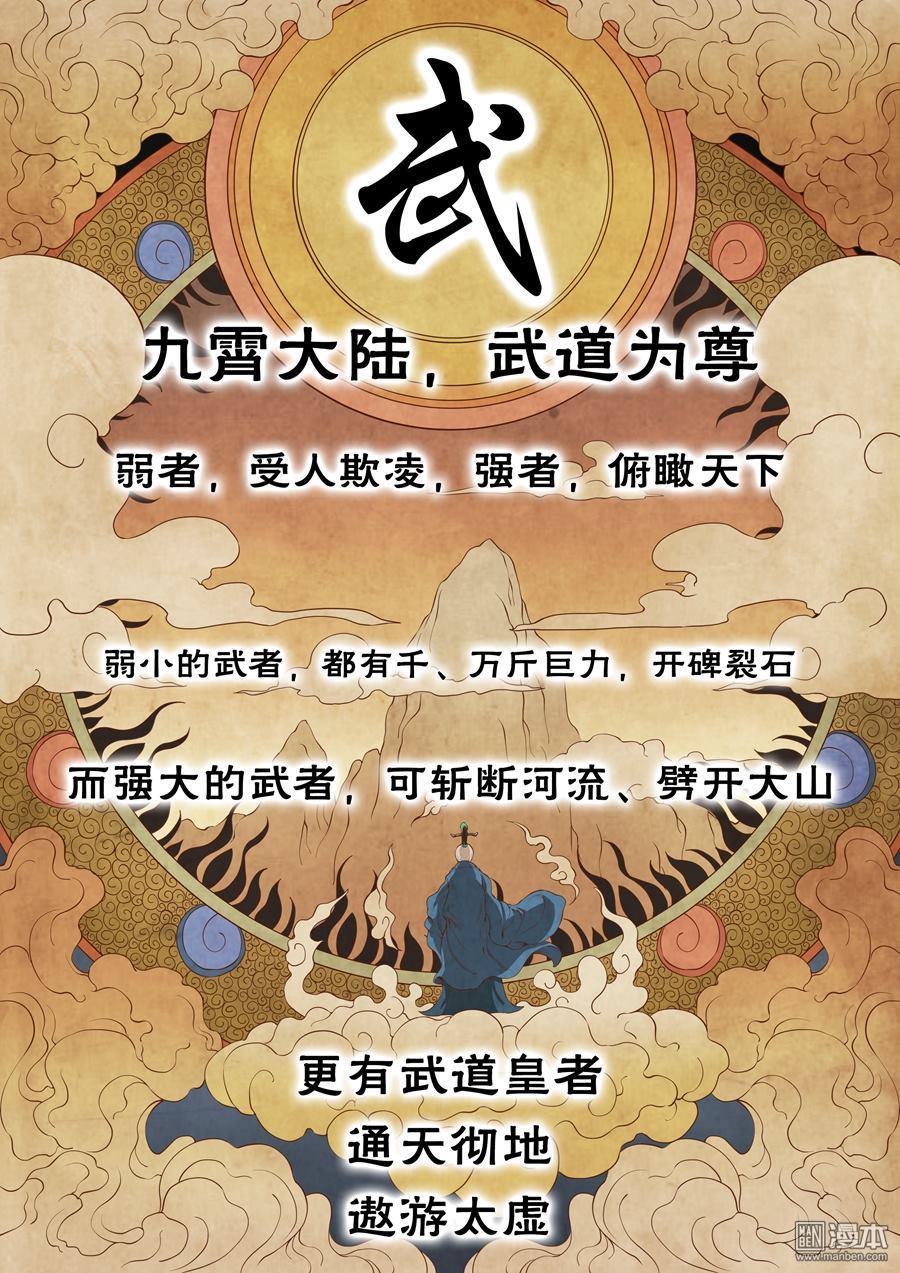 武
九霄大陆，武道为尊
弱者，受人欺凌，强者，俯瞰天下
弱小的武者，都有千、万斤巨力，开碑裂石
而强大的武者，可斩断河流、劈开大山
更有武道皇者
通天彻地
遨游太虚
MAN
BEN 漫本
www.manben.com